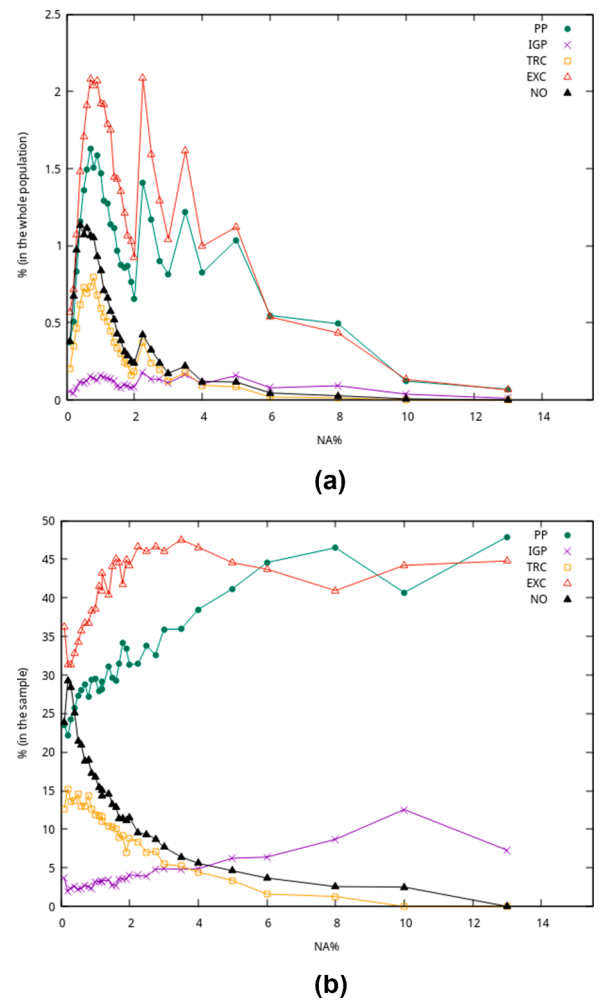 2.5
2
1.5
1
0.5
0
% (in the whole population)
PP
IGP
TRC
EXC
NO
0 2 4 6 8 10 12 14
NA%
(a)
50
45
40
35
30
25
20
15
10
5
0
% (in the sample)
PP
IGP
TRC
EXC
NO
0 2 4 6 8 10 12 14
NA%
(b)